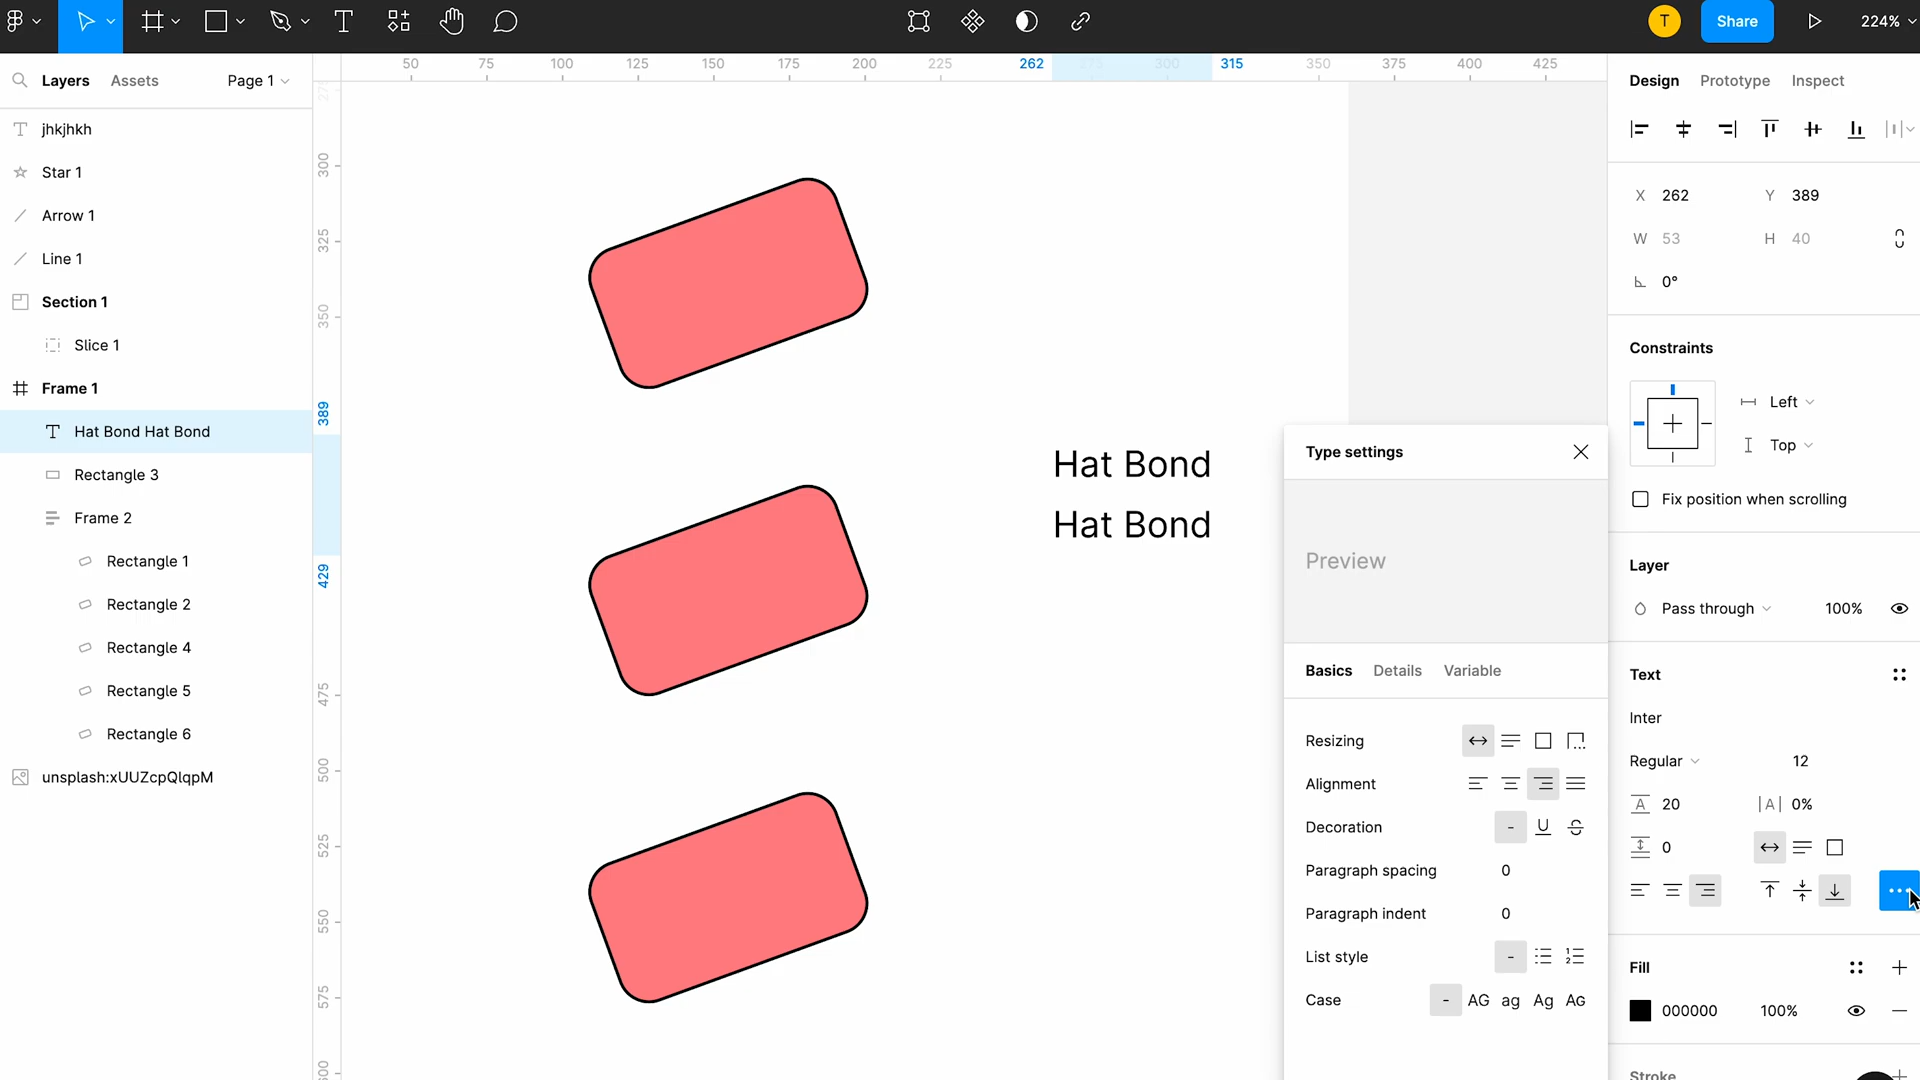 T
Share
224%
Layers
Assets
Page 1
50
75
100
125
150
175
200
225
262
275
300
315
350
375
400
425
Design
Prototype
Inspect
jhkjhkh
Star 1
Arrow 1
Line 1
Section 1
Slice 1
Frame 1
Hat Bond Hat Bond
Rectangle 3
Frame 2
Rectangle 1
Rectangle 2
Rectangle 4
Rectangle 5
Rectangle 6
unsplash:xUUZcpQlqpM
300
325
350
389
429
475
500
525
550
575
Hat Bond
Hat Bond
Type settings
Preview
Basics
Details
Variable
Resizing
Alignment
Decoration
- U S
Paragraph spacing
0
Paragraph indent
0
List style
-
Case
- AG ag Ag AG
X 262
Y 389
W 53
H 40
0°
Constraints
Left
Top
Fix position when scrolling
Layer
Pass through
100%
Text
Inter
Regular
12
A 20
|A| 0%
0
Fill
000000
100%
Stroke